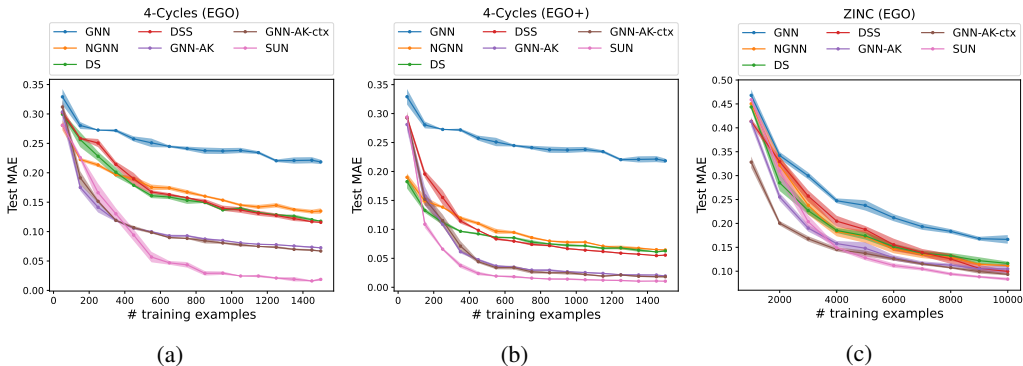 4-Cycles (EGO)
GNN DSS GNN-AK-ctx
NGNN GNN-AK SUN
DS
Test MAE
0.35
0.30
0.25
0.20
0.15
0.10
0.05
0.00
0 200 400 600 800 1000 1200 1400
# training examples
(a)
4-Cycles (EGO+)
GNN DSS GNN-AK-ctx
NGNN GNN-AK SUN
DS
Test MAE
0.35
0.30
0.25
0.20
0.15
0.10
0.05
0.00
0 200 400 600 800 1000 1200 1400
# training examples
(b)
ZINC (EGO)
GNN DSS GNN-AK-ctx
NGNN GNN-AK SUN
DS
Test MAE
0.50
0.45
0.40
0.35
0.30
0.25
0.20
0.15
0.10
2000 4000 6000 8000 10000
# training examples
(c)